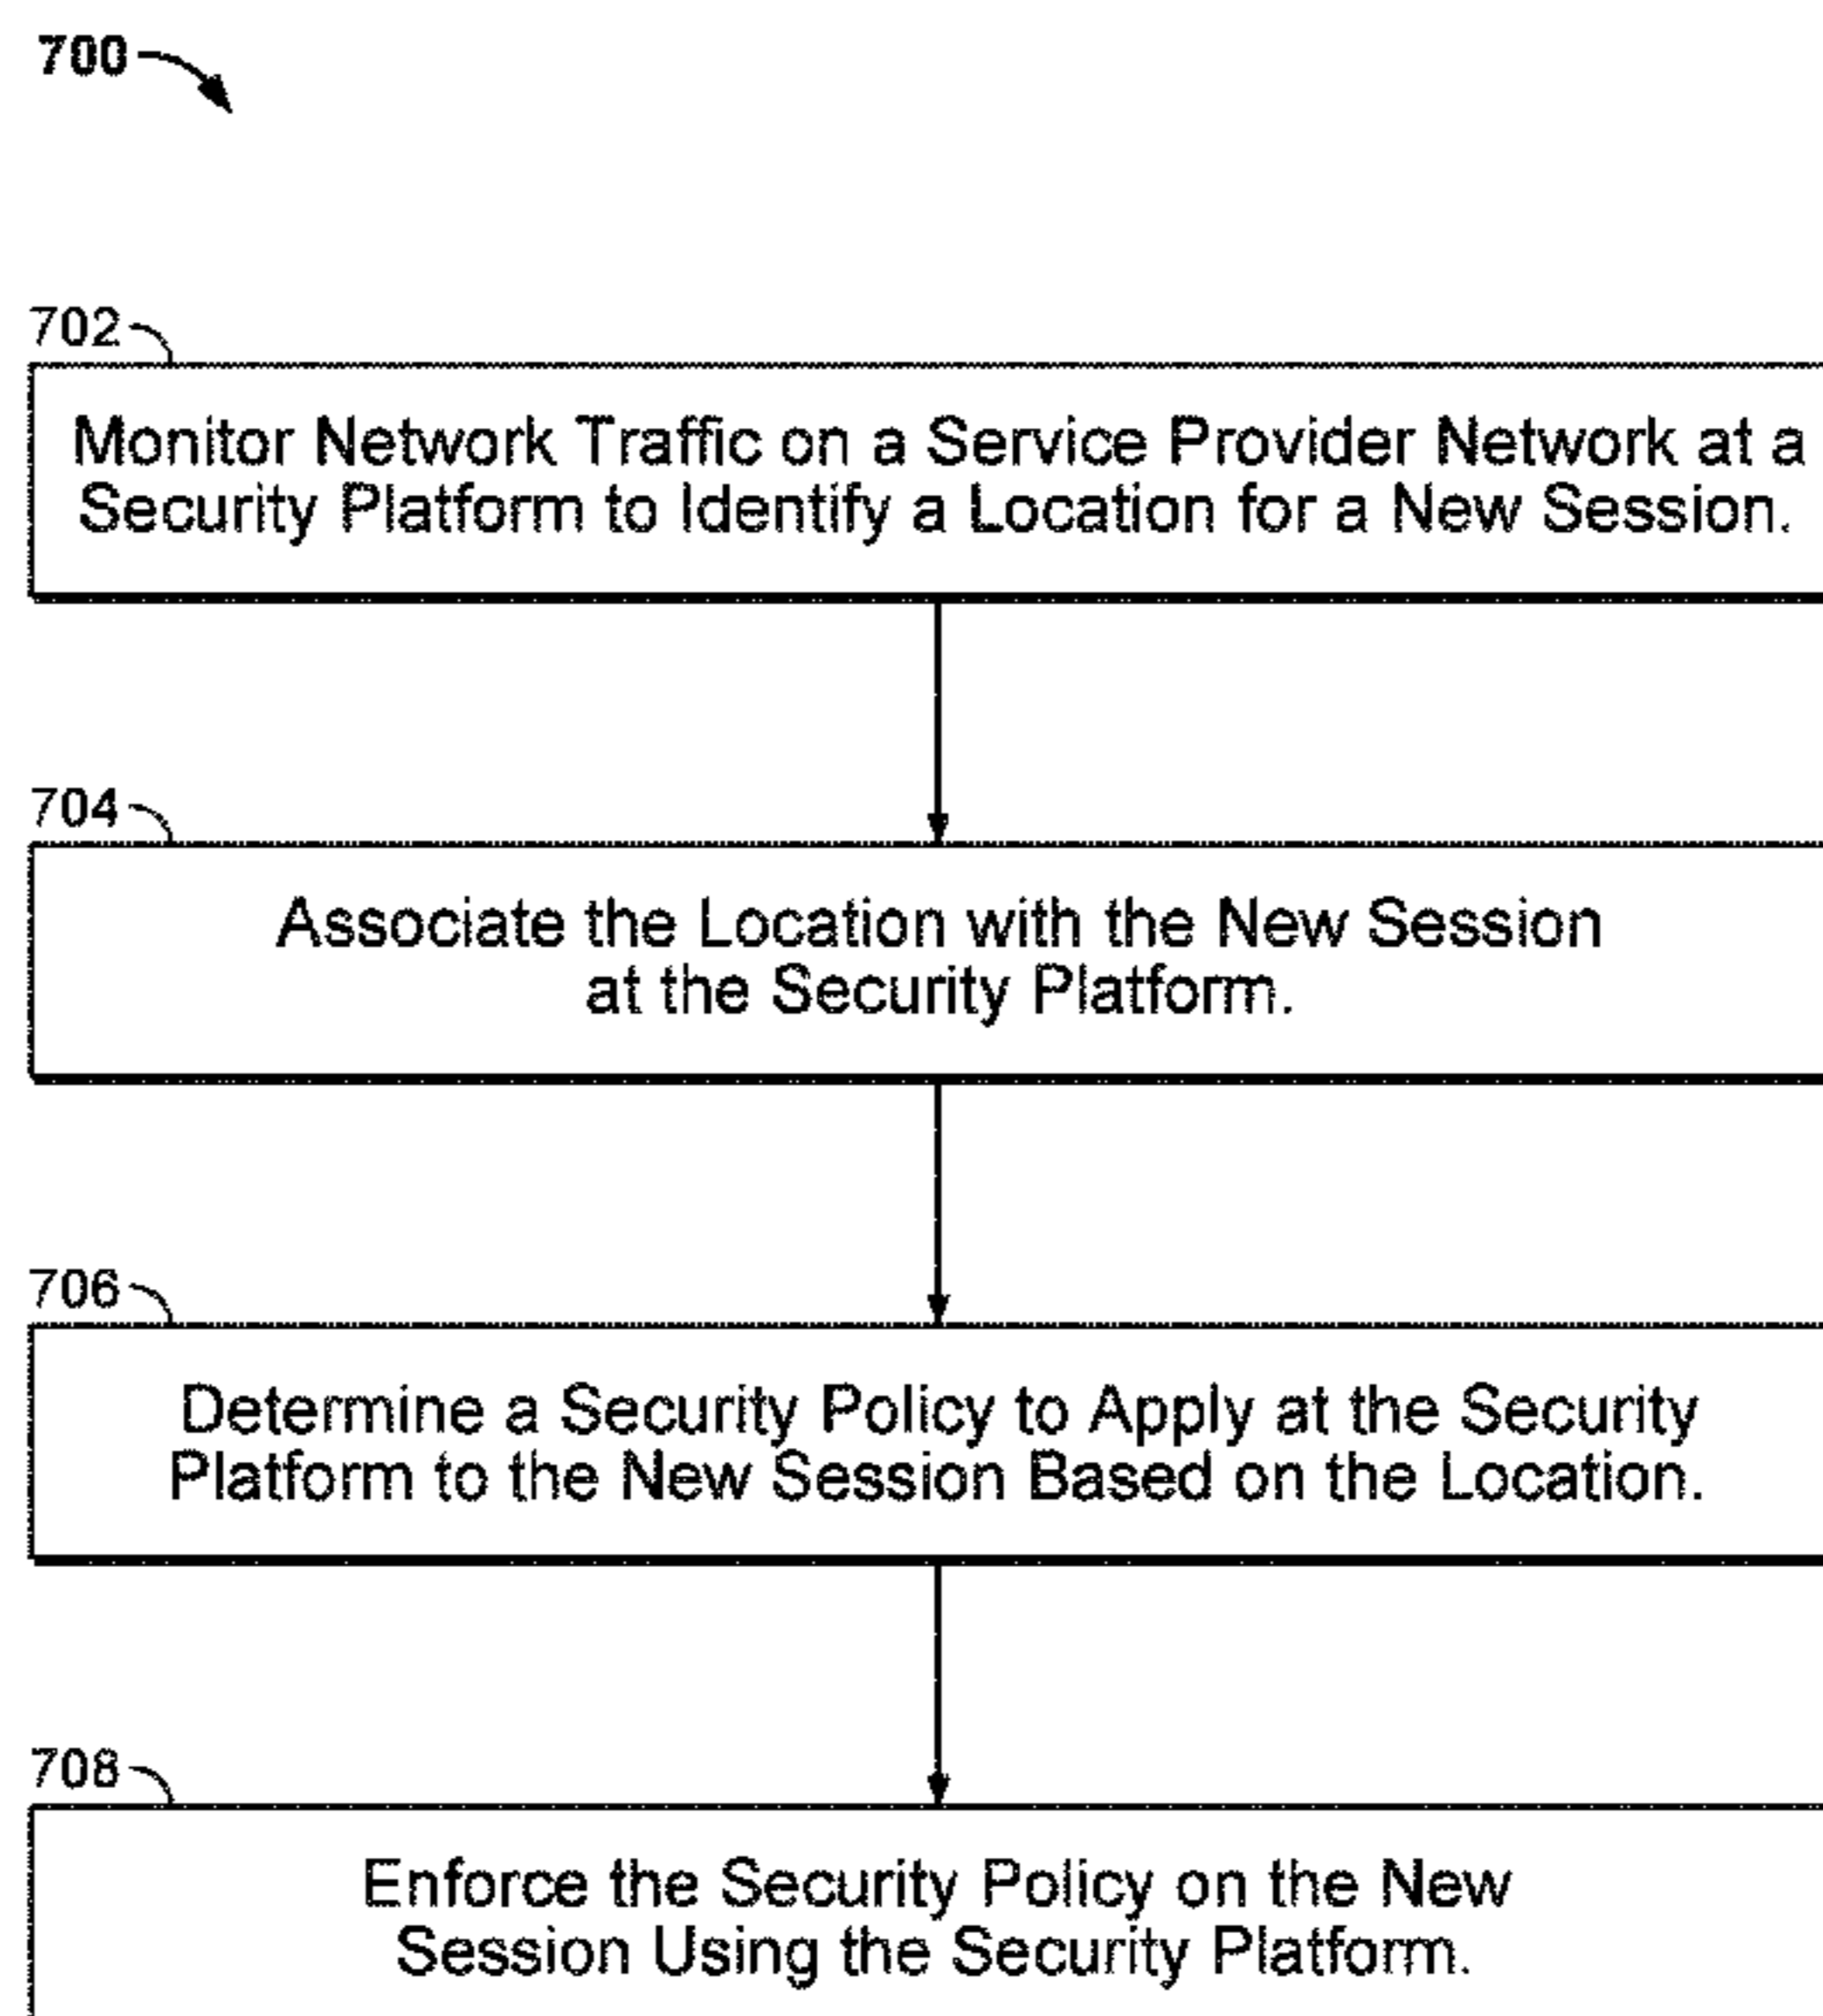 700
702
Monitor Network Traffic on a Service Provider Network at a
Security Platform to Identify a Location for a New Session.
704
Associate the Location with the New Session
at the Security Platform.
706
Determine a Security Policy to Apply at the Security
Platform to the New Session Based on the Location.
708
Enforce the Security Policy on the New
Session Using the Security Platform.